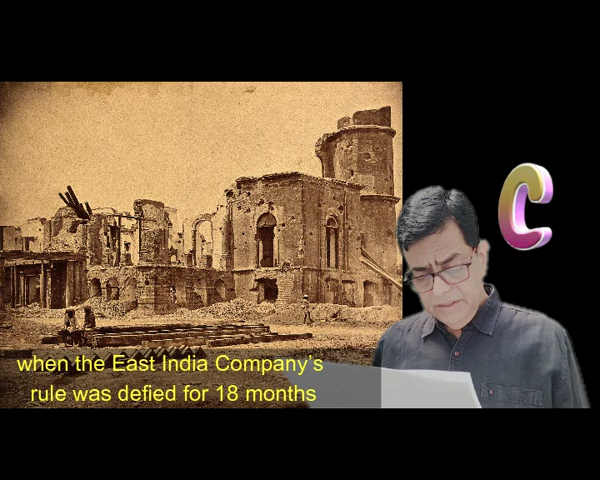 C
when the East India Company's
rule was defied for 18 months